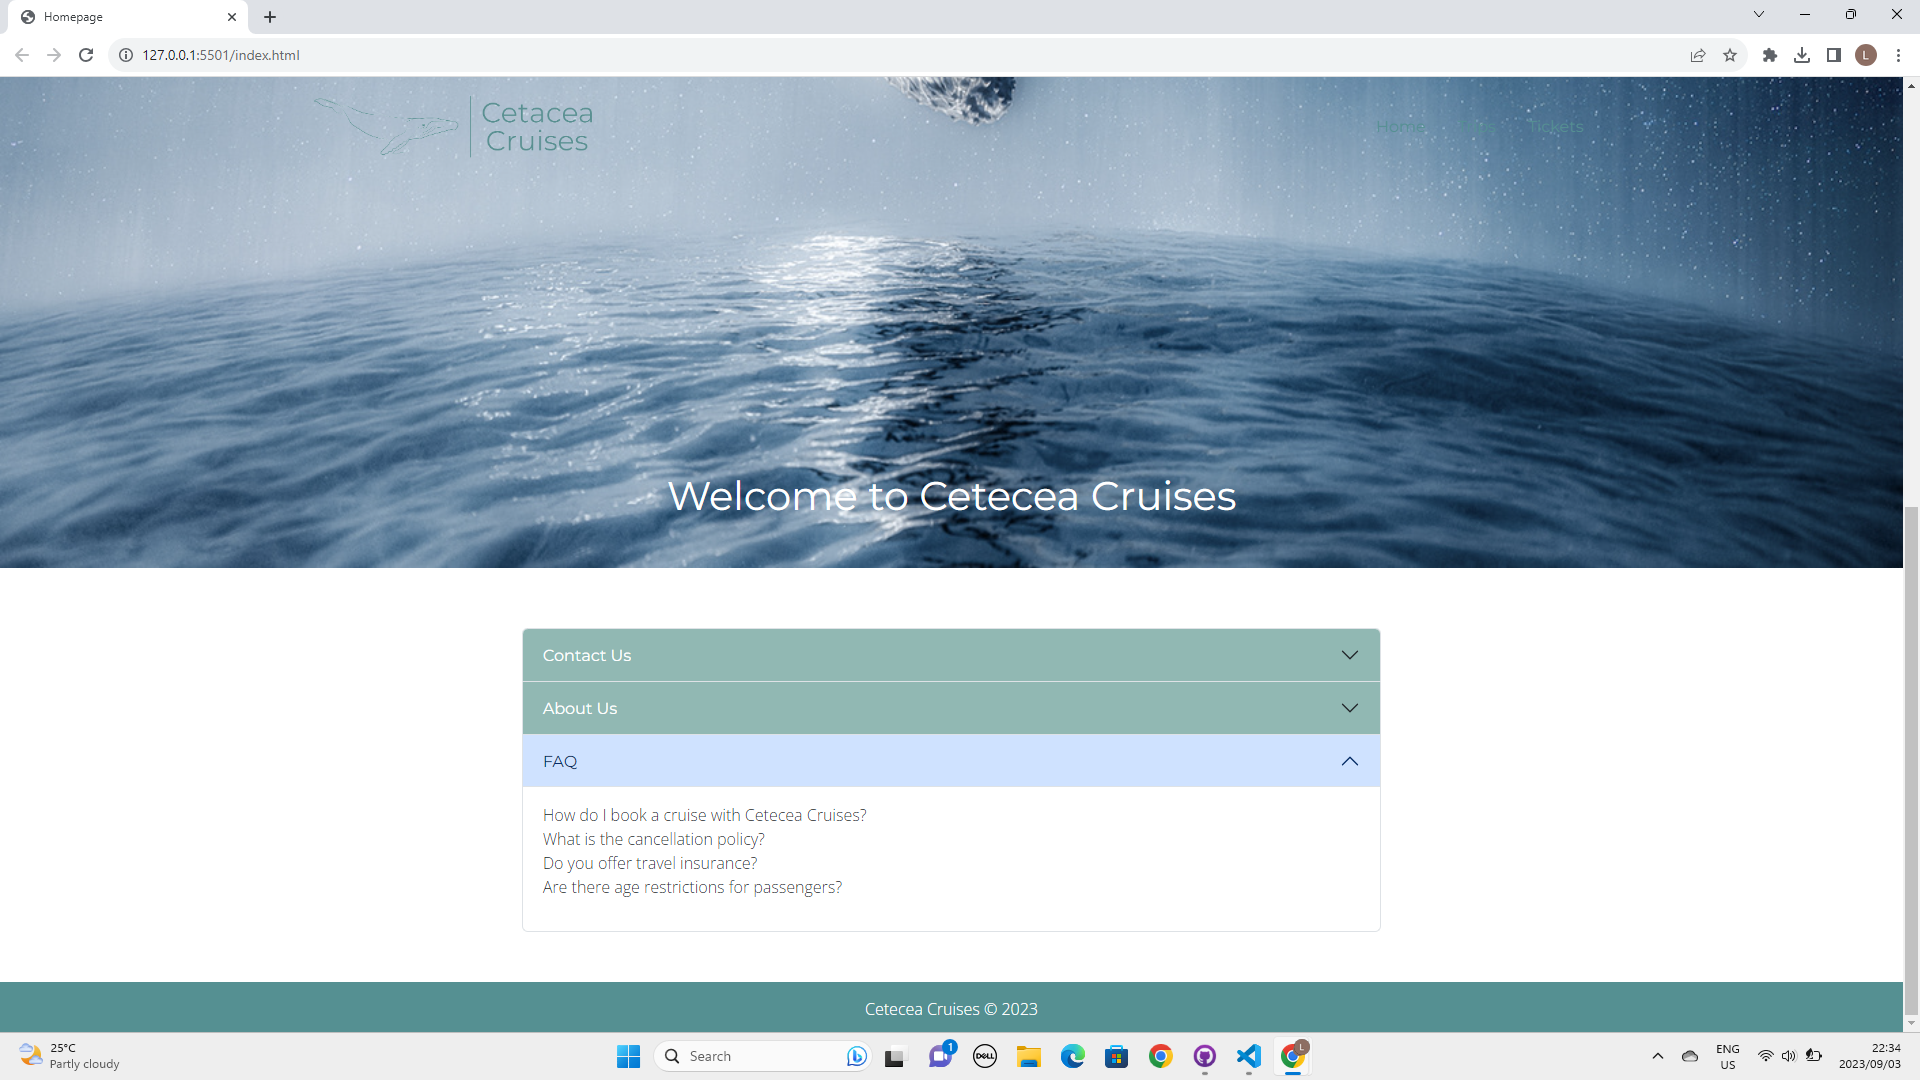 Homepage
127.0.0.1:5501/index.html
L
Cetacea
Cruises
Home
Tickets
Welcome to Cetecea Cruises
Contact Us
About Us
FAQ
How do I book a cruise with Cetecea Cruises?
What is the cancellation policy?
Do you offer travel insurance?
Are there age restrictions for passengers?
Cetecea Cruises © 2023
25°C
Partly cloudy
Search
1
DELL
L
ENG
US
22:34
2023/09/03